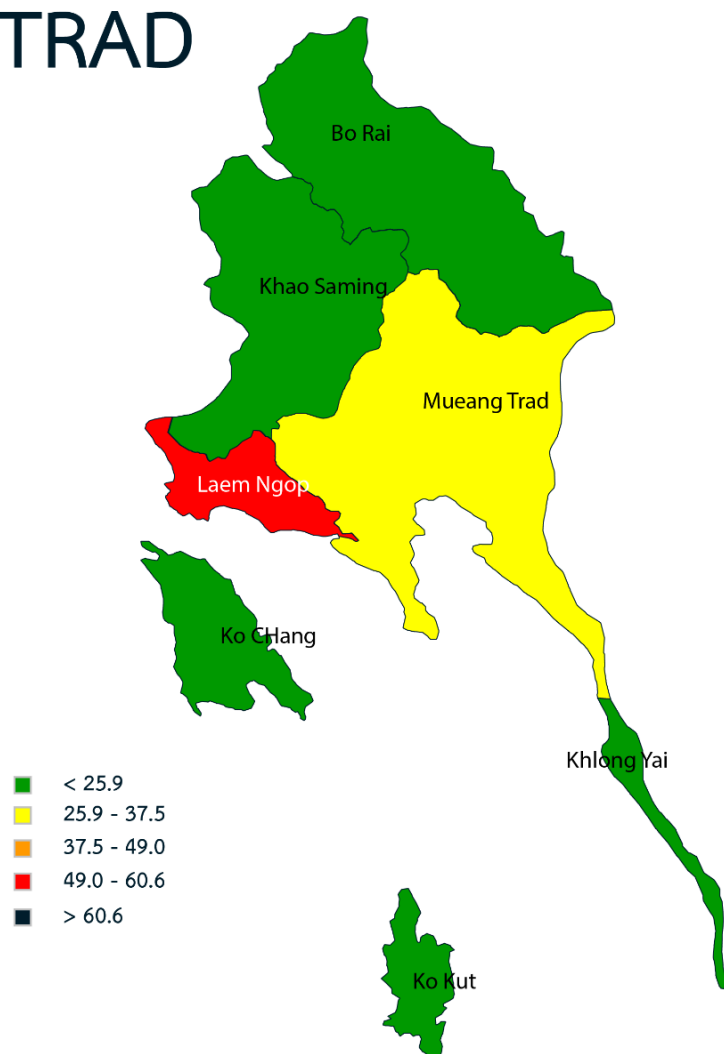 TRAD
Bo Rai
Khao Saming
Mueang Trad
Laem Ngop
Ko CHang
Khlong Yai
< 25.9
25.9 - 37.5
37.5 - 49.0
49.0 - 60.6
> 60.6
Ko Kut